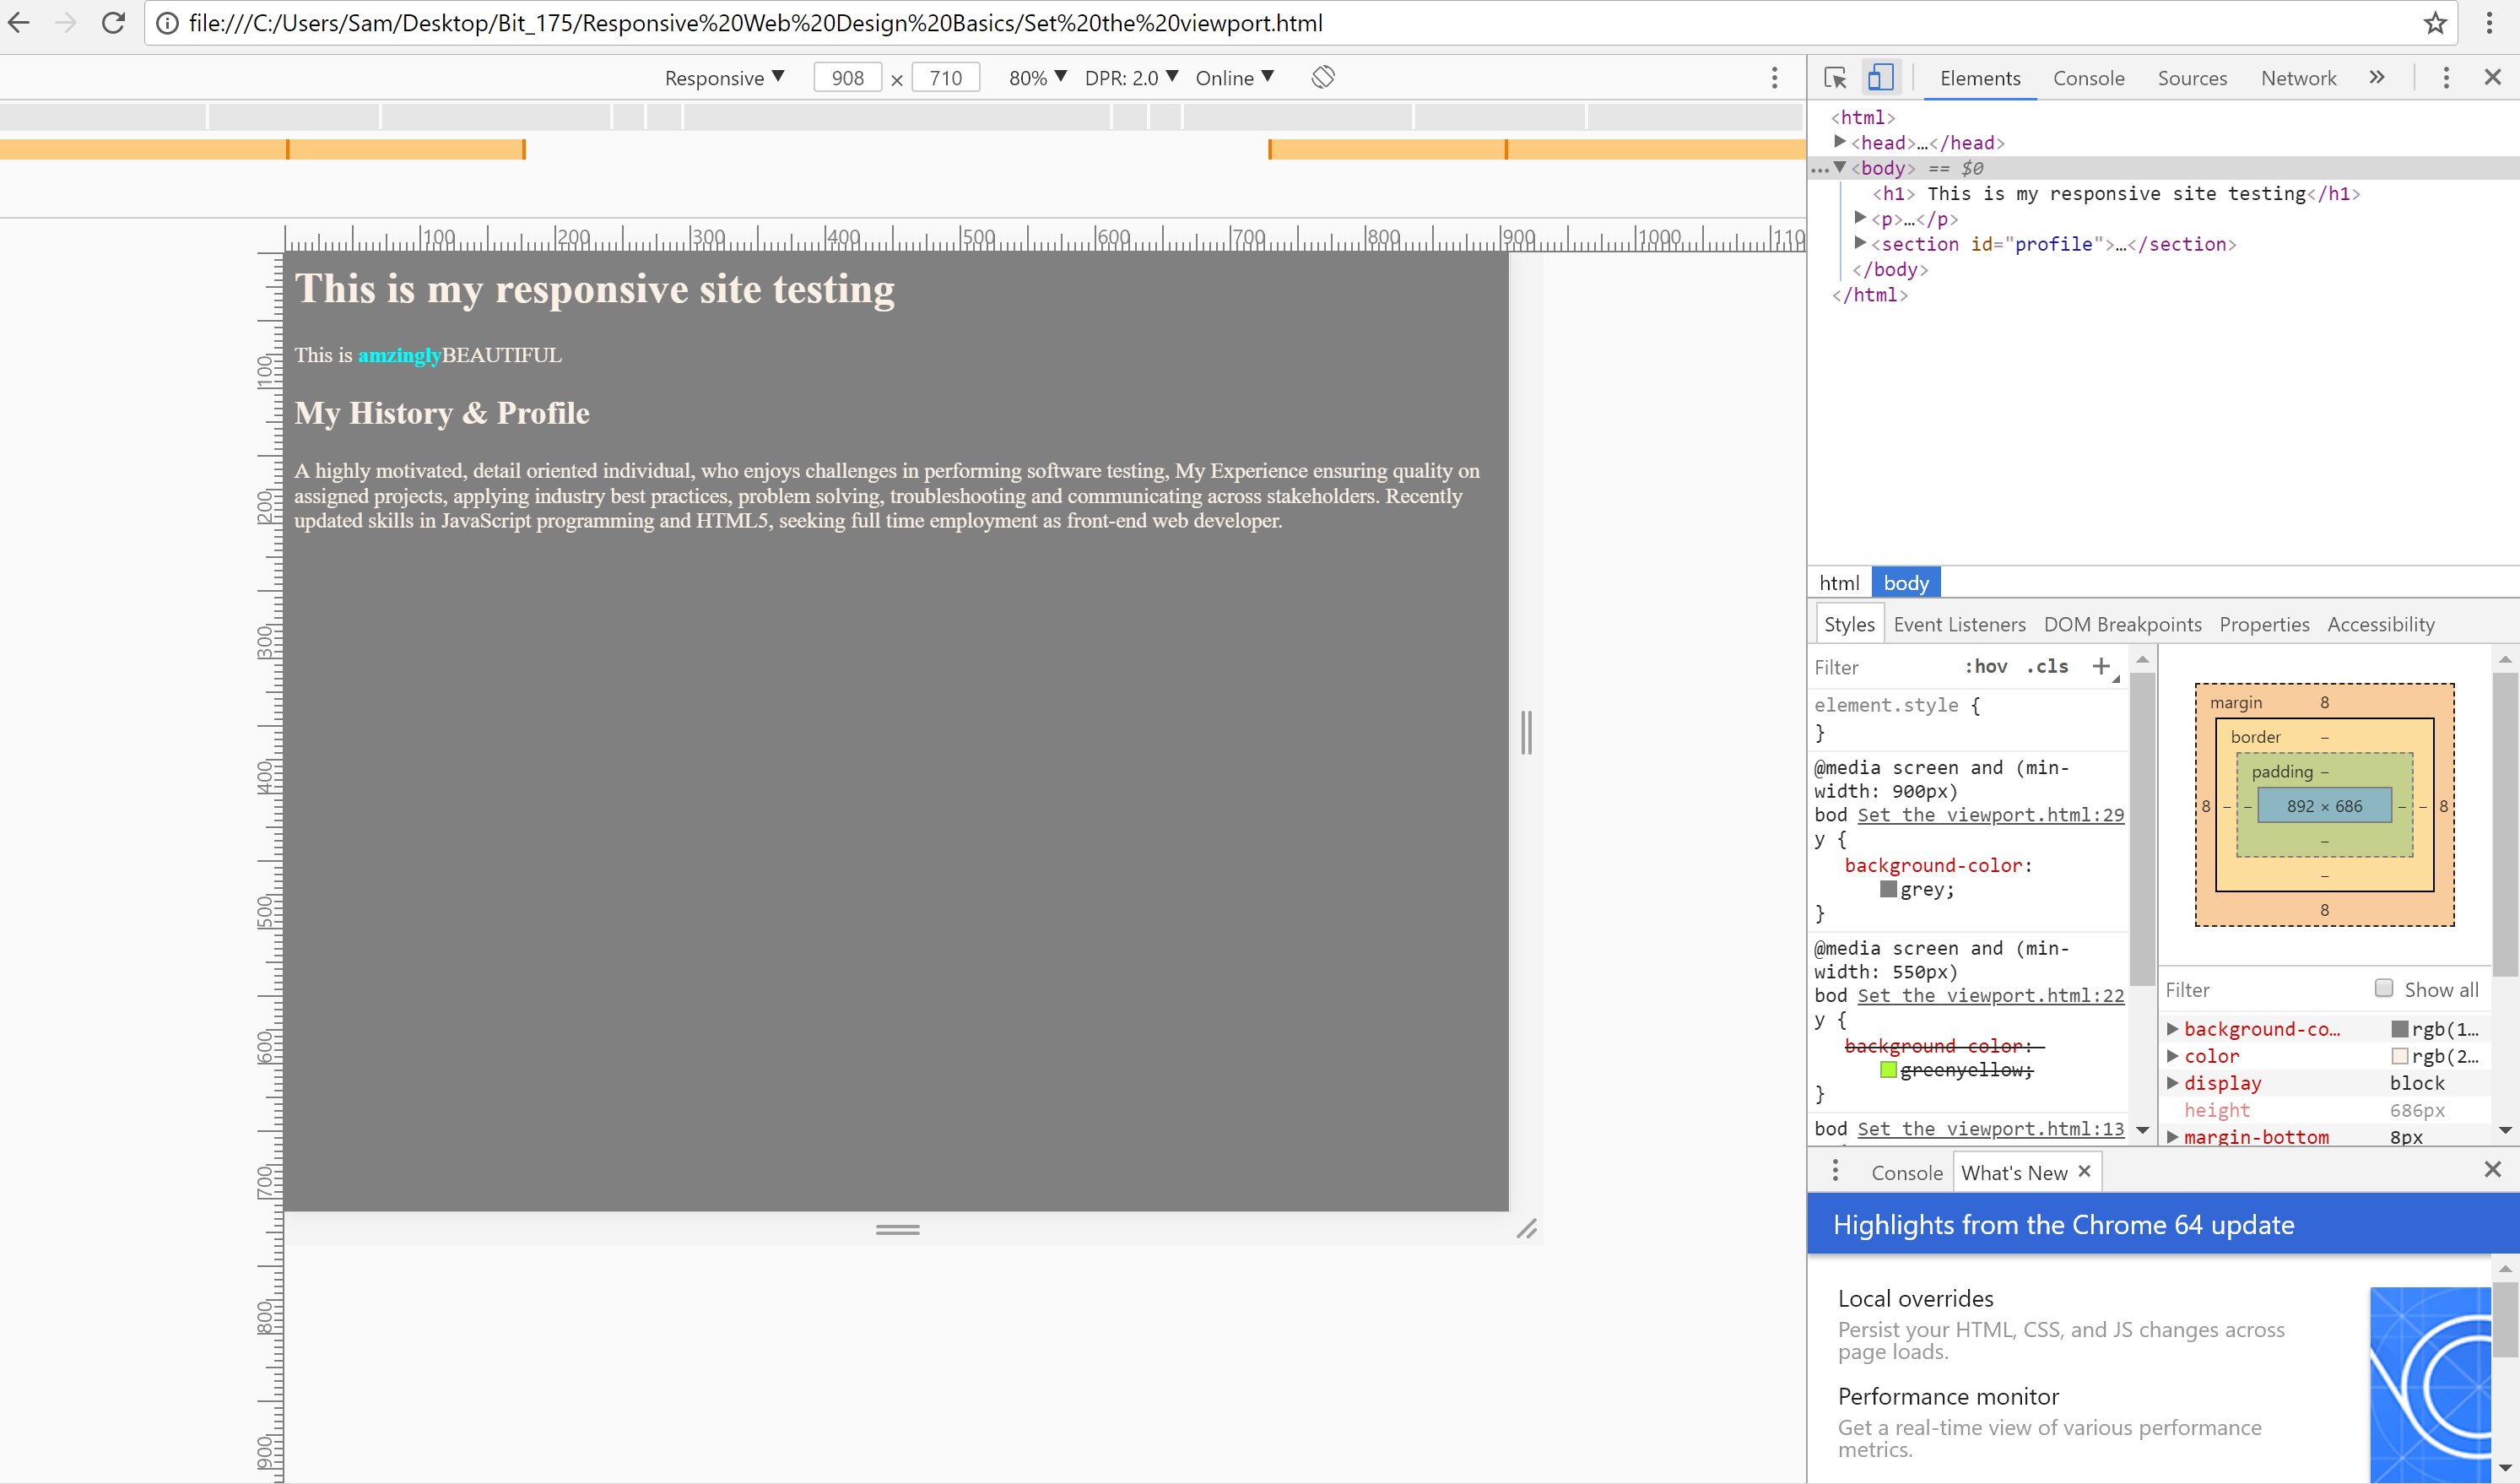 file:///C:/Users/Sam/Desktop/Bit_175/Responsive%20Web%20Design%20Basics/Set%20the%20viewport.html
Responsive ▼ 908 × 710 80% ▼ DPR: 2.0 ▼ Online ▼
100 200 300 400 500 600 700 800 900 1000 110
100
200
300
400
500
600
700
800
900
This is my responsive site testing
This is amzinglyBEAUTIFUL
My History & Profile
A highly motivated, detail oriented individual, who enjoys challenges in performing software testing, My Experience ensuring quality on
assigned projects, applying industry best practices, problem solving, troubleshooting and communicating across stakeholders. Recently
updated skills in JavaScript programming and HTML5, seeking full time employment as front-end web developer.
Elements Console Sources Network »
<html>
<head>…</head>
<body> == $0
<h1> This is my responsive site testing</h1>
<p>…</p>
<section id="profile">…</section>
</body>
</html>
html body
Styles Event Listeners DOM Breakpoints Properties Accessibility
Filter :hov .cls +
element.style {
}
@media screen and (min-
width: 900px)
bod Set the viewport.html:29
y {
background-color:
grey;
}
@media screen and (min-
width: 550px)
bod Set the viewport.html:22
y {
background-color:
greenyellow;
}
bod Set the viewport.html:13
margin 8
border –
padding –
8 – – 892 × 686 – – 8
–
–
8
Filter Show all
background-co… rgb(1…
color rgb(2…
display block
height 686px
margin-bottom 8px
Console What's New ×
Highlights from the Chrome 64 update
Local overrides
Persist your HTML, CSS, and JS changes across
page loads.
Performance monitor
Get a real-time view of various performance
metrics.